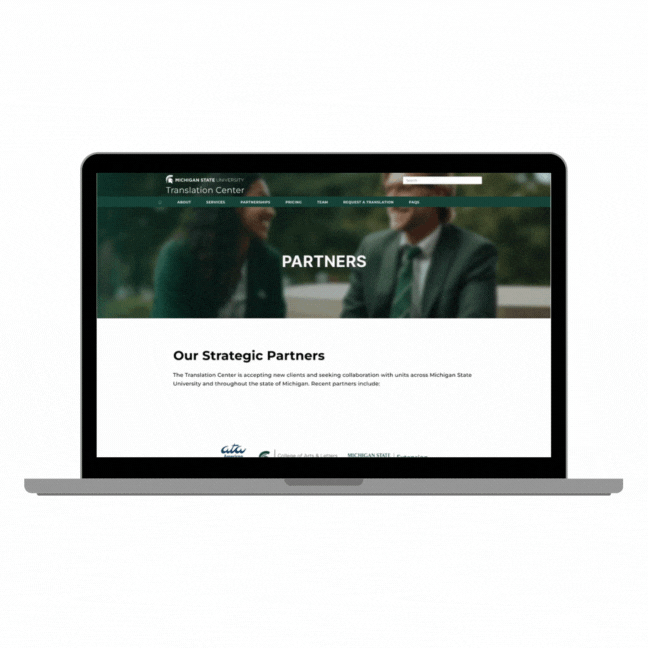 MICHIGAN STATE UNIVERSITY
Translation Center
Search...
ABOUT SERVICES PARTNERSHIPS PRICING TEAM REQUEST A TRANSLATION FAQS
PARTNERS
Our Strategic Partners
The Translation Center is accepting new clients and seeking collaboration with units across Michigan State
University and throughout the state of Michigan. Recent partners include:
ata College of Arts & Letters MICHIGAN STATE Extension
American